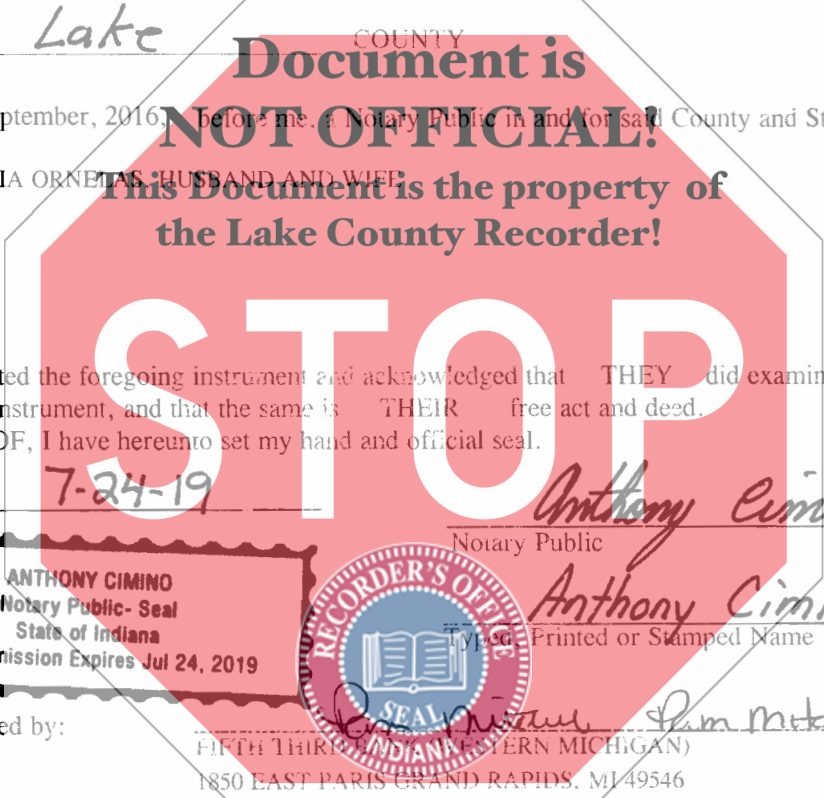 Lake COUNTY
Document is
NOT OFFICIAL!
ptember, 2016, before me, a Notary Public in and for said County and St
This Document is the property of
IA ORNELAS, HUSBAND AND WIFE
the Lake County Recorder!
STOP
ted the foregoing instrument and acknowledged that THEY did examin
nstrument, and that the same is THEIR free act and deed.
OF, I have hereunto set my hand and official seal.
7-24-19
Anthony Cim
Notary Public
ANTHONY CIMINO
Notary Public- Seal
State of Indiana
mission Expires Jul 24, 2019
Anthony Cimi
Typed, Printed or Stamped Name
RECORDER'S OFFICE
SEAL
INDIANA
ed by:
FIFTH THIRD (WESTERN MICHIGAN)
1850 EAST PARIS GRAND RAPIDS, MI 49546